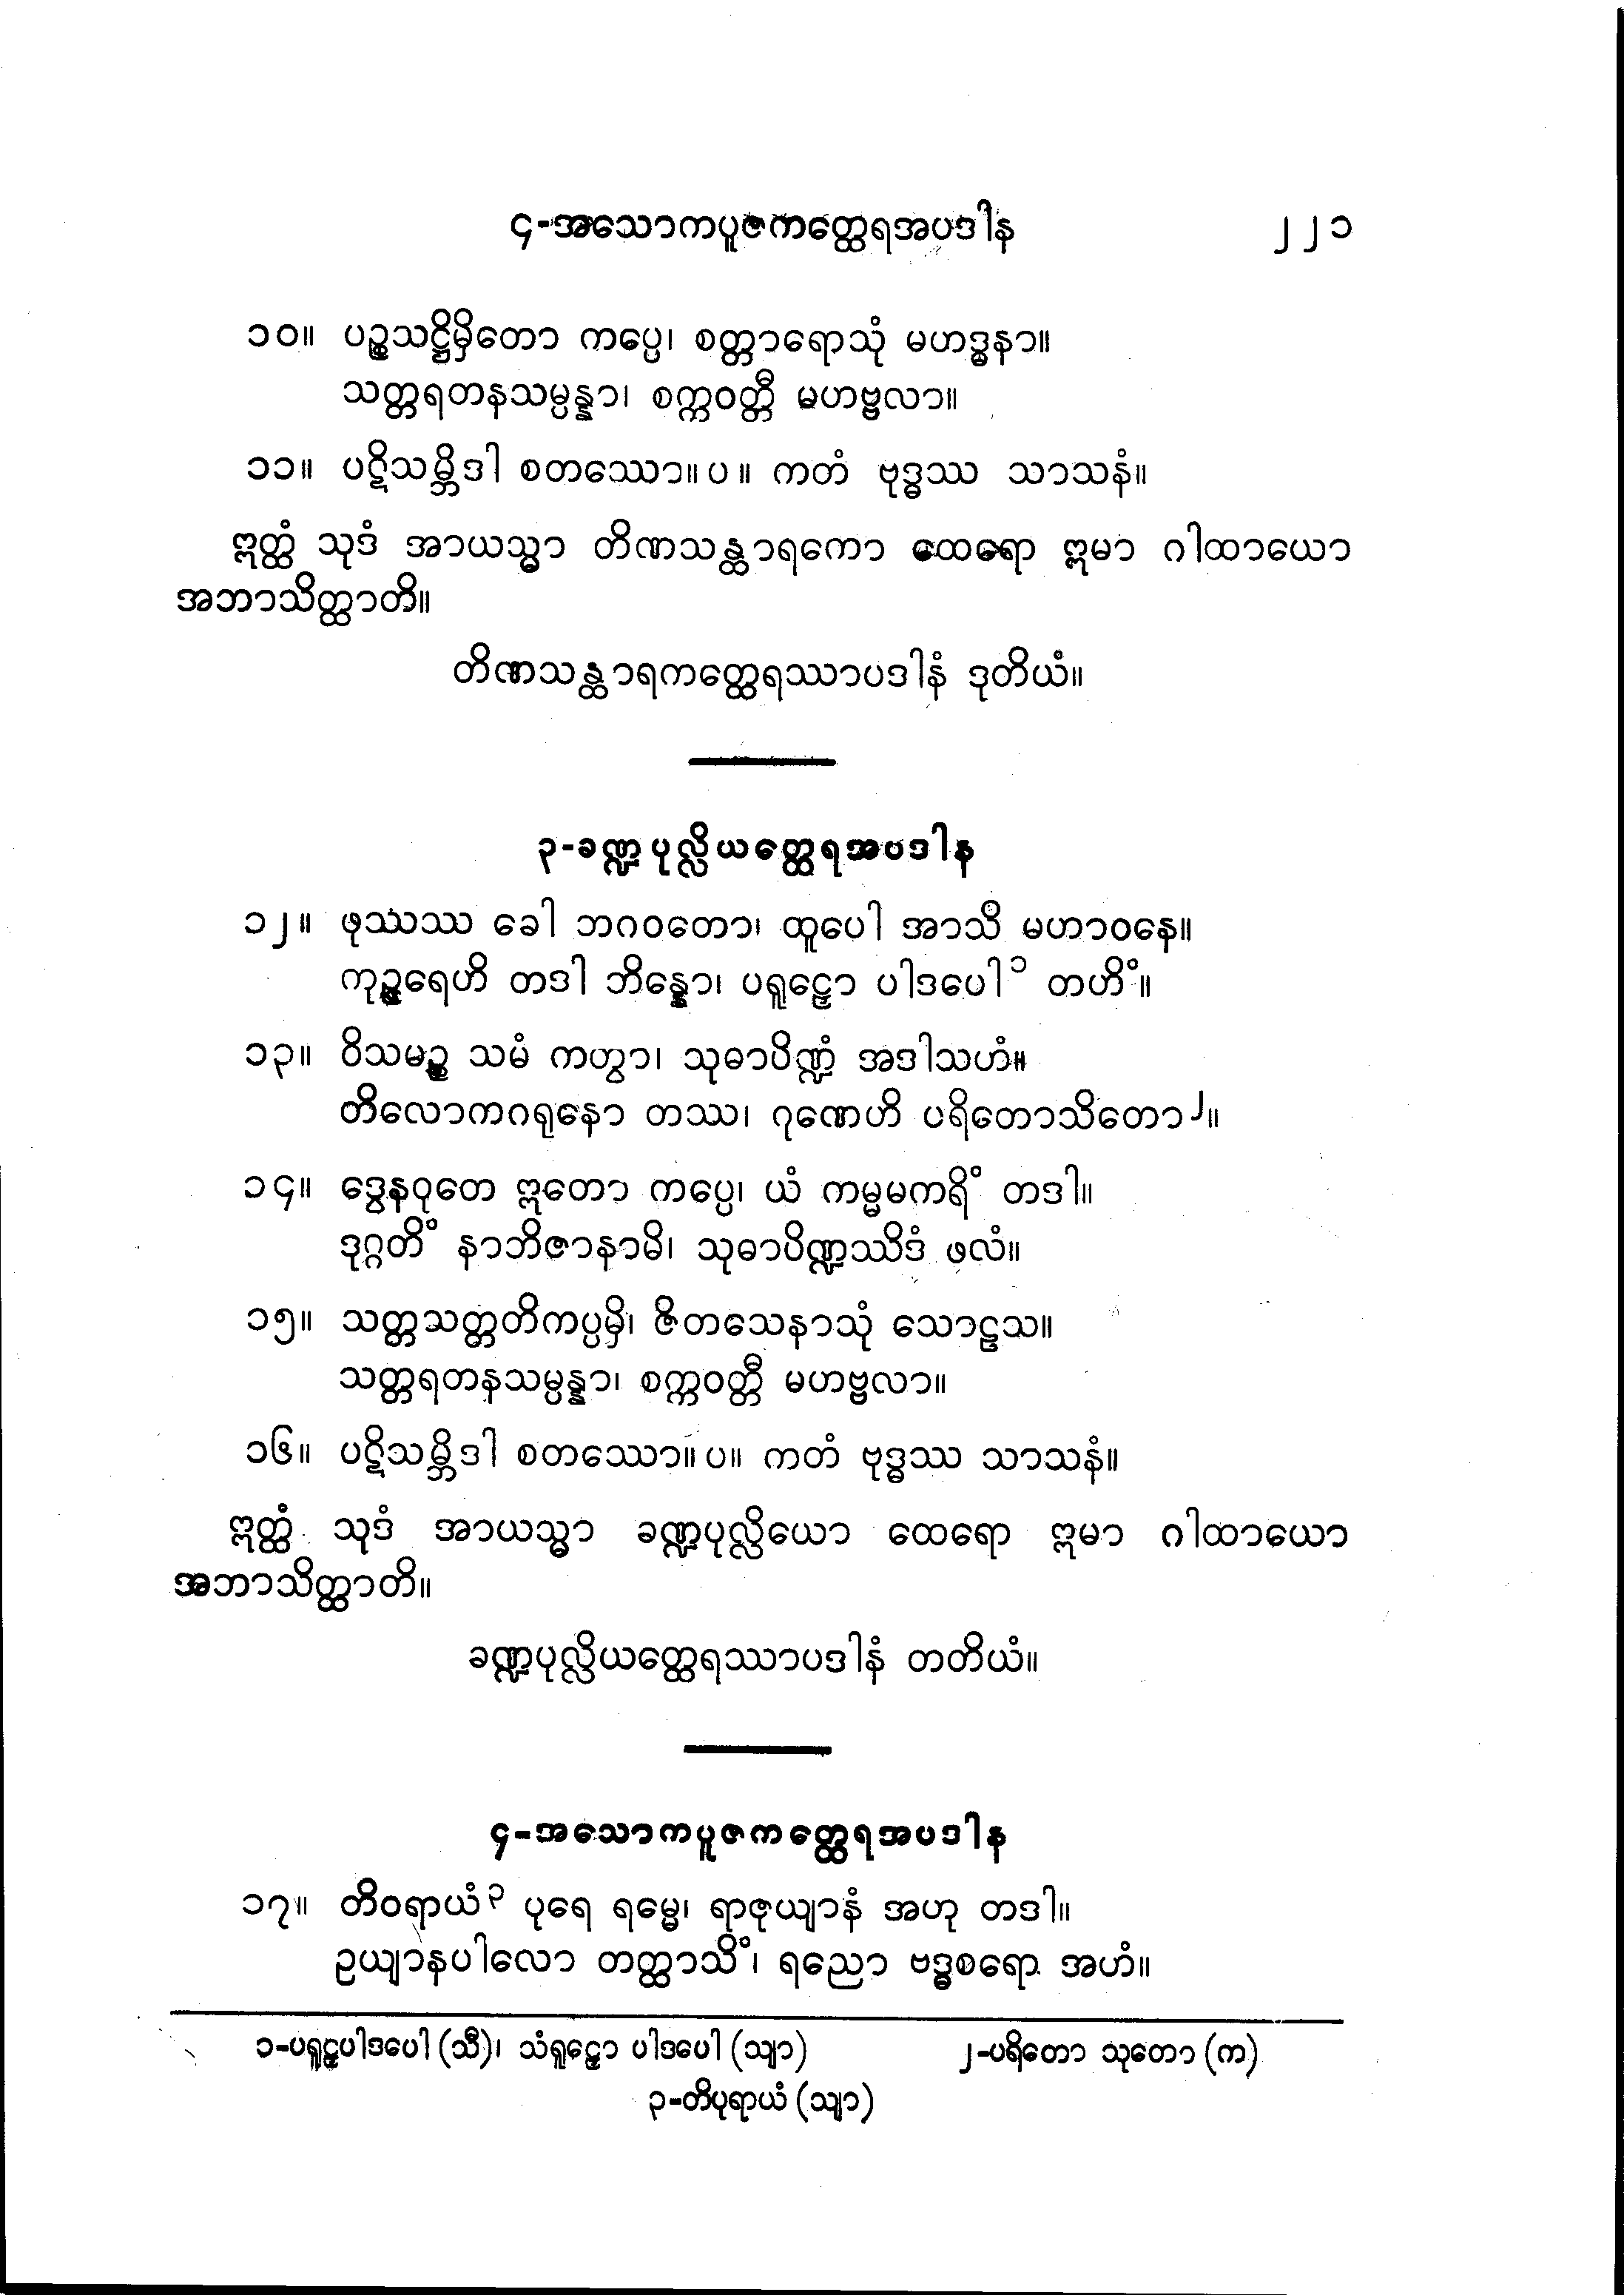 ၄-အသောကပူဇကတ္ထေရအပဒါန ၂၂၁
၁၀။ ပဉ္စသဋ္ဌိမှိတော ကပ္ပေ၊ စတ္တာရောသုံ မဟဒ္ဓနာ။
သတ္တရတနသမ္ပန္နာ၊ စက္ကဝတ္တီ မဟဗ္ဗလာ။
၁၁။ ပဋိသမ္ဘိဒါ စတဿော။ပ။ ကတံ ဗုဒ္ဓဿ သာသနံ။
ဣတ္ထံ သုဒံ အာယသ္မာ တိဏသန္ထာရကော ထေရော ဣမာ ဂါထာယော
အဘာသိတ္ထာတိ။
တိဏသန္ထာရကတ္ထေရဿာပဒါနံ ဒုတိယံ။
၃-ခဏ္ဍပုလ္လိယတ္ထေရအပဒါန
၁၂။ ဖုဿဿ ခေါ ဘဂဝတော၊ ထူပေါ အာသိ မဟာဝနေ။
ကုဉ္ဇရေဟိ တဒါ ဘိန္နော၊ ပရူဠှော ပါဒပေါ၁ တဟိံ။
၁၃။ ဝိသမဉ္စ သမံ ကတွာ၊ သုဓာပိဏ္ဍံ အဒါသဟံ။
တိလောကဂရုနော တဿ၊ ဂုဏေဟိ ပရိတောသိတော၂။
၁၄။ ဒွေနဝုတေ ဣတော ကပ္ပေ၊ ယံ ကမ္မမကရိံ တဒါ။
ဒုဂ္ဂတိံ နာဘိဇာနာမိ၊ သုဓာပိဏ္ဍဿိဒံ ဖလံ။
၁၅။ သတ္တသတ္တတိကပ္ပမှိ၊ ဇိတသေနာသုံ သောဠသ။
သတ္တရတနသမ္ပန္နာ၊ စက္ကဝတ္တီ မဟဗ္ဗလာ။
၁၆။ ပဋိသမ္ဘိဒါ စတဿော။ပ။ ကတံ ဗုဒ္ဓဿ သာသနံ။
ဣတ္ထံ သုဒံ အာယသ္မာ ခဏ္ဍပုလ္လိယော ထေရော ဣမာ ဂါထာယော
အဘာသိတ္ထာတိ။
ခဏ္ဍပုလ္လိယတ္ထေရဿာပဒါနံ တတိယံ။
၄-အသောကပူဇကတ္ထေရအပဒါန
၁၇။ တိဝရာယံ၃ ပုရေ ရမ္မေ၊ ရာဇုယျာနံ အဟု တဒါ။
ဥယျာနပါလော တတ္ထာသိံ၊ ရညော ဗဒ္ဓစရော အဟံ။
၁-ပရူဠှပါဒပေါ (သီ)၊ သံရူဠှော ပါဒပေါ (သျာ) ၂-ပရိတော သုတော (က)
၃-တိပုရာယံ (သျာ)